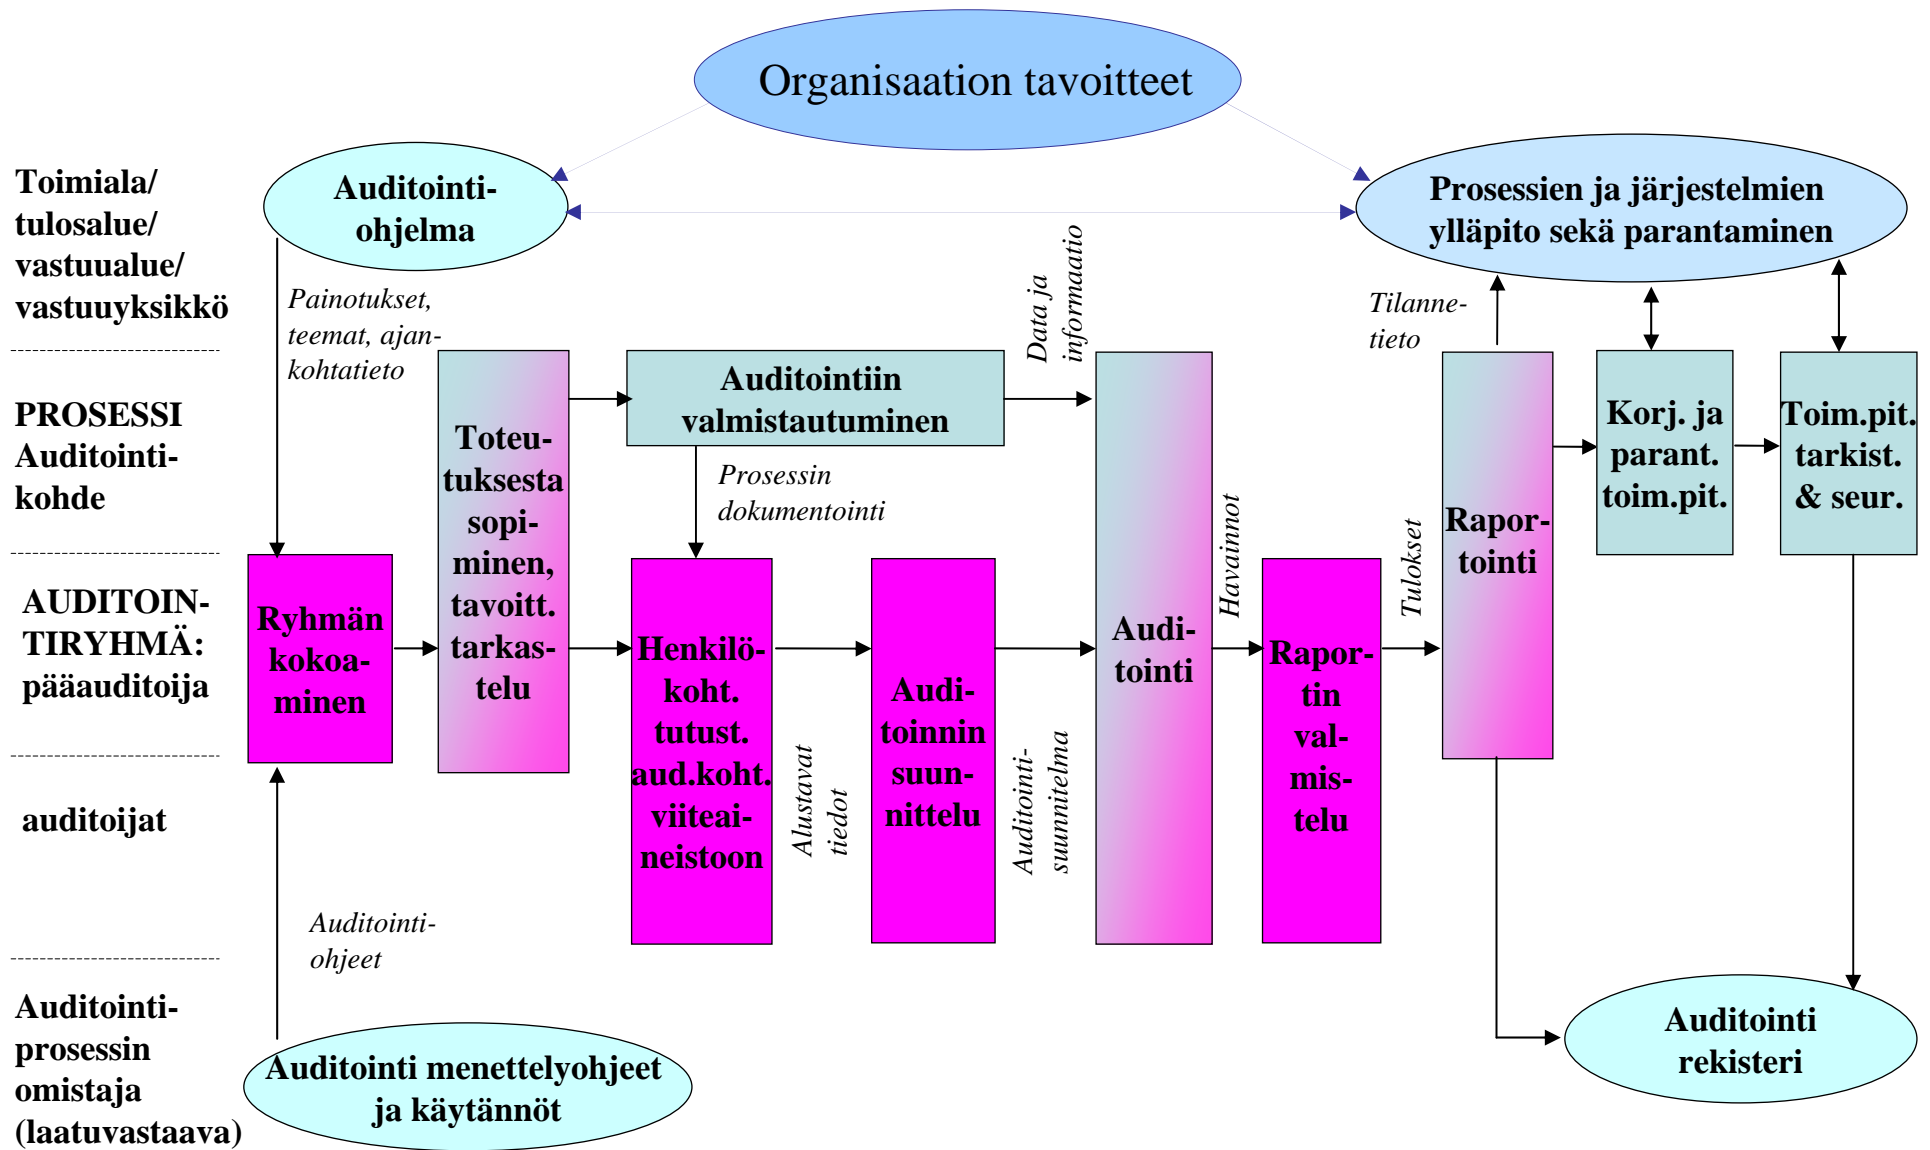 Organisaation tavoitteet
Toimiala/
tulosalue/
vastuualue/
vastuuyksikkö
Auditointi-
ohjelma
Prosessien ja järjestelmien
ylläpito sekä parantaminen
Painotukset,
teemat, ajan-
kohtatieto
Data ja
informaatio
Tilanne-
tieto
PROSESSI
Auditointi-
kohde
Toteu-
tuksesta
sopi-
minen,
tavoitt.
tarkas-
telu
Auditointiin
valmistautuminen
Prosessin
dokumentointi
Korj. ja
parant.
toim.pit.
Toim.pit.
tarkist.
& seur.
AUDITOIN-
TIRYHMÄ:
pääauditoija
Ryhmän
kokoa-
minen
Henkilö-
koht.
tutust.
aud.koht.
viiteai-
neistoon
Alustavat
tiedot
Audi-
toinnin
suun-
nittelu
Auditointi-
suunnitelma
Audi-
tointi
Havainnot
Rapor-
tin
val-
mis-
telu
Tulokset
Rapor-
tointi
auditoijat
Auditointi-
ohjeet
Auditointi-
prosessin
omistaja
(laatuvastaava)
Auditointi menettelyohjeet
ja käytännöt
Auditointi
rekisteri